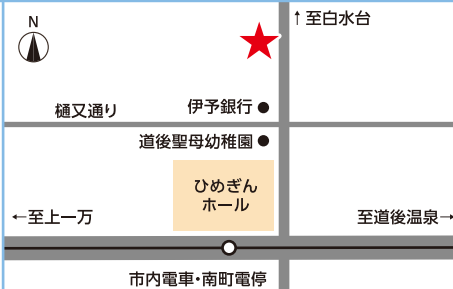 N
↑至白水台
伊予銀行
樋又通り
道後聖母幼稚園
ひめぎん
ホール
←至上一万
至道後温泉→
市内電車・南町電停